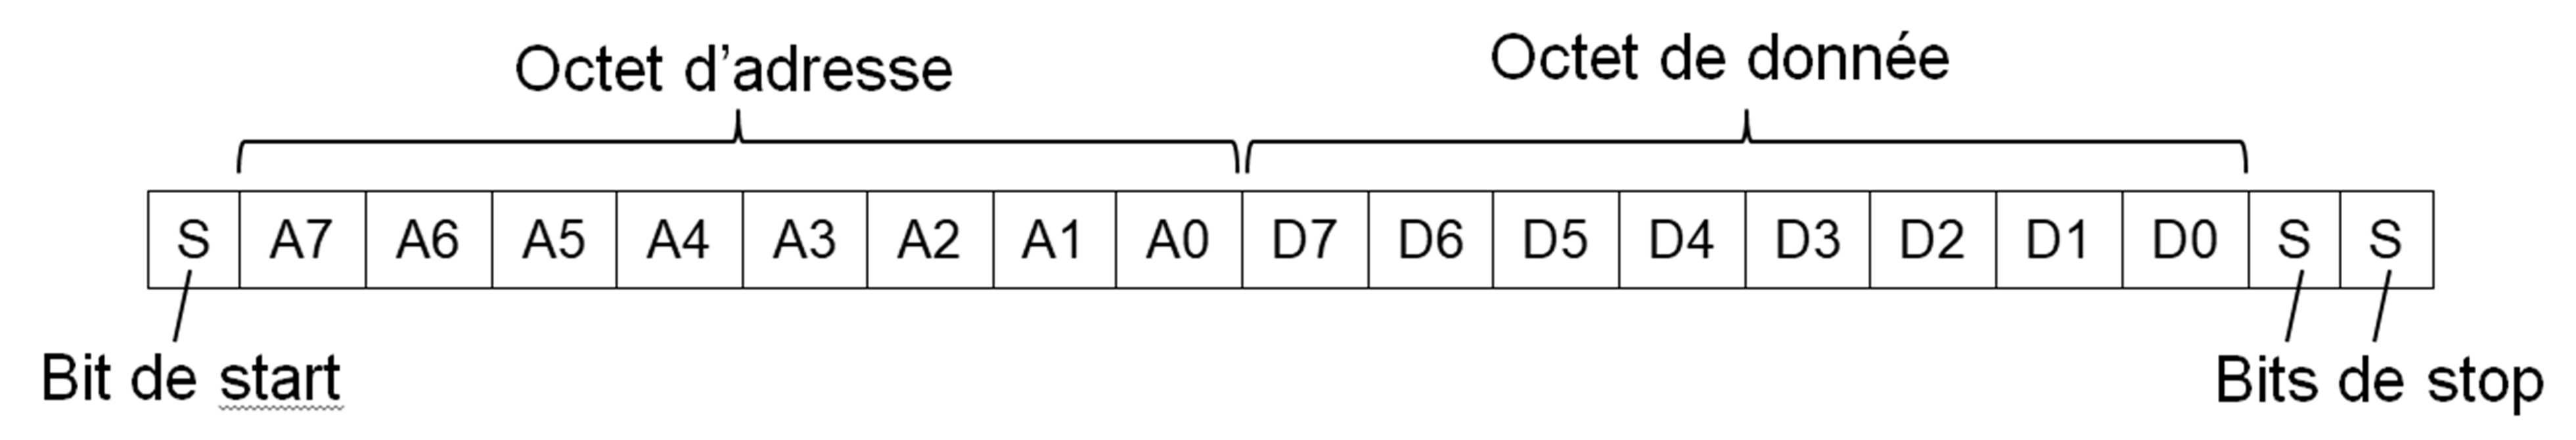 Octet d’adresse
Octet de donnée
S A7 A6 A5 A4 A3 A2 A1 A0 D7 D6 D5 D4 D3 D2 D1 D0 S S
Bit de start
Bits de stop